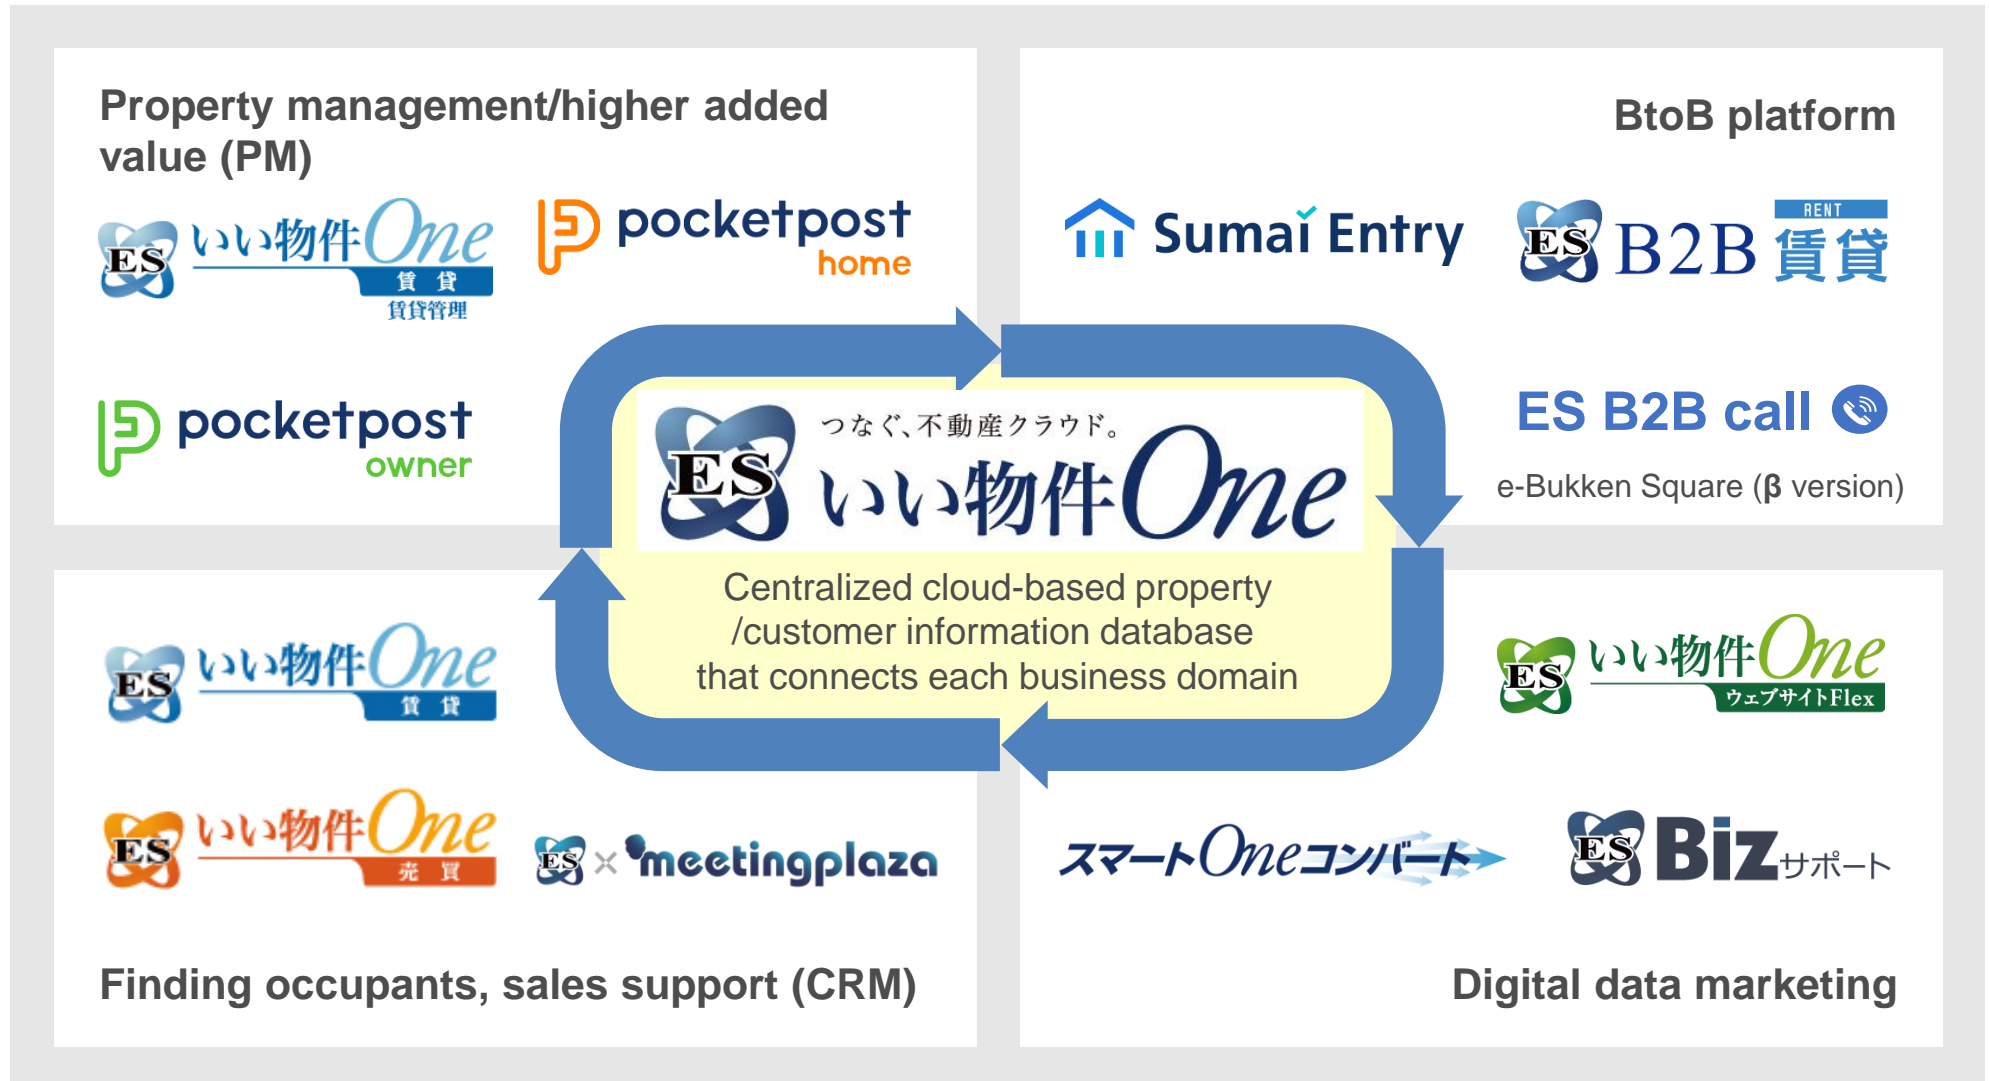 Property management/higher added
value (PM)
ES いい物件One
賃貸
賃貸管理
pocketpost
home
pocketpost
owner
BtoB platform
Sumai Entry
ES B2B RENT 賃貸
ES B2B call
e-Bukken Square (β version)
つなぐ、不動産クラウド。
ES いい物件One
Centralized cloud-based property
/customer information database
that connects each business domain
ES いい物件One
賃貸
ES いい物件One
売買
ES × meetingplaza
Finding occupants, sales support (CRM)
ES いい物件One
ウェブサイトFlex
スマートOneコンバート
ES Biz サポート
Digital data marketing